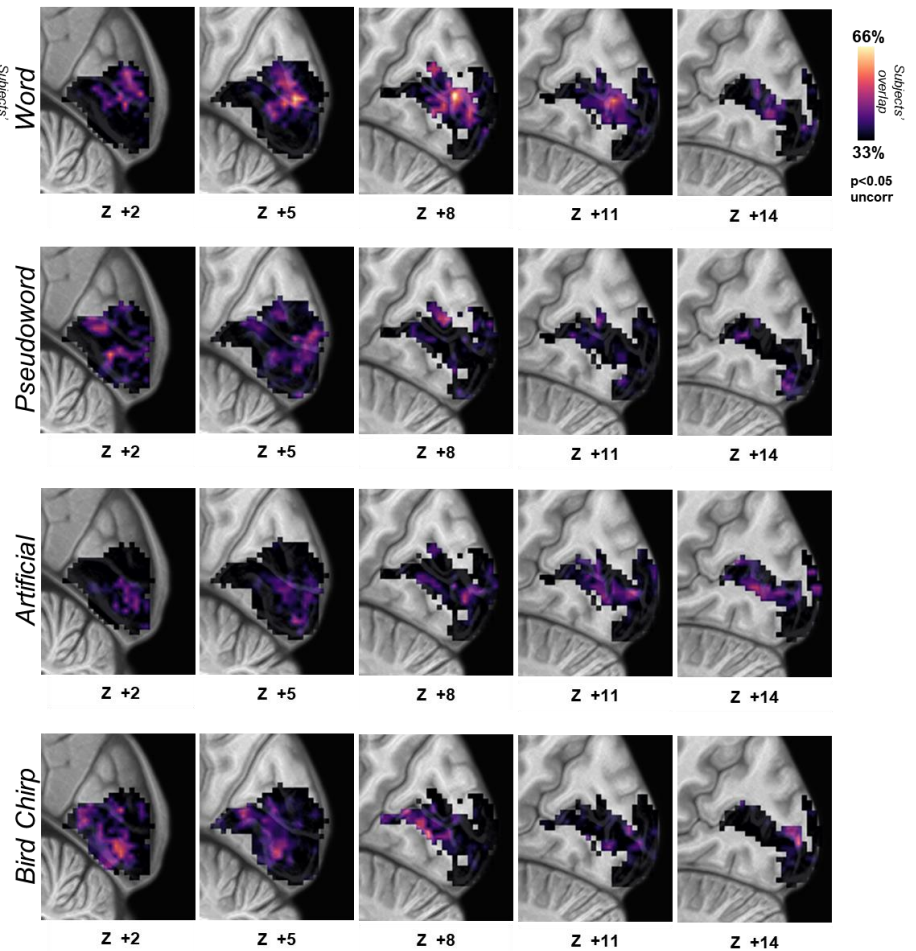 Subjects'
Word
66%
Subjects'
overlap
33%
p<0.05
uncorr
Z +2
Z +5
Z +8
Z +11
Z +14
Pseudoword
Z +2
Z +5
Z +8
Z +11
Z +14
Artificial
Z +2
Z +5
Z +8
Z +11
Z +14
Bird Chirp
Z +2
Z +5
Z +8
Z +11
Z +14